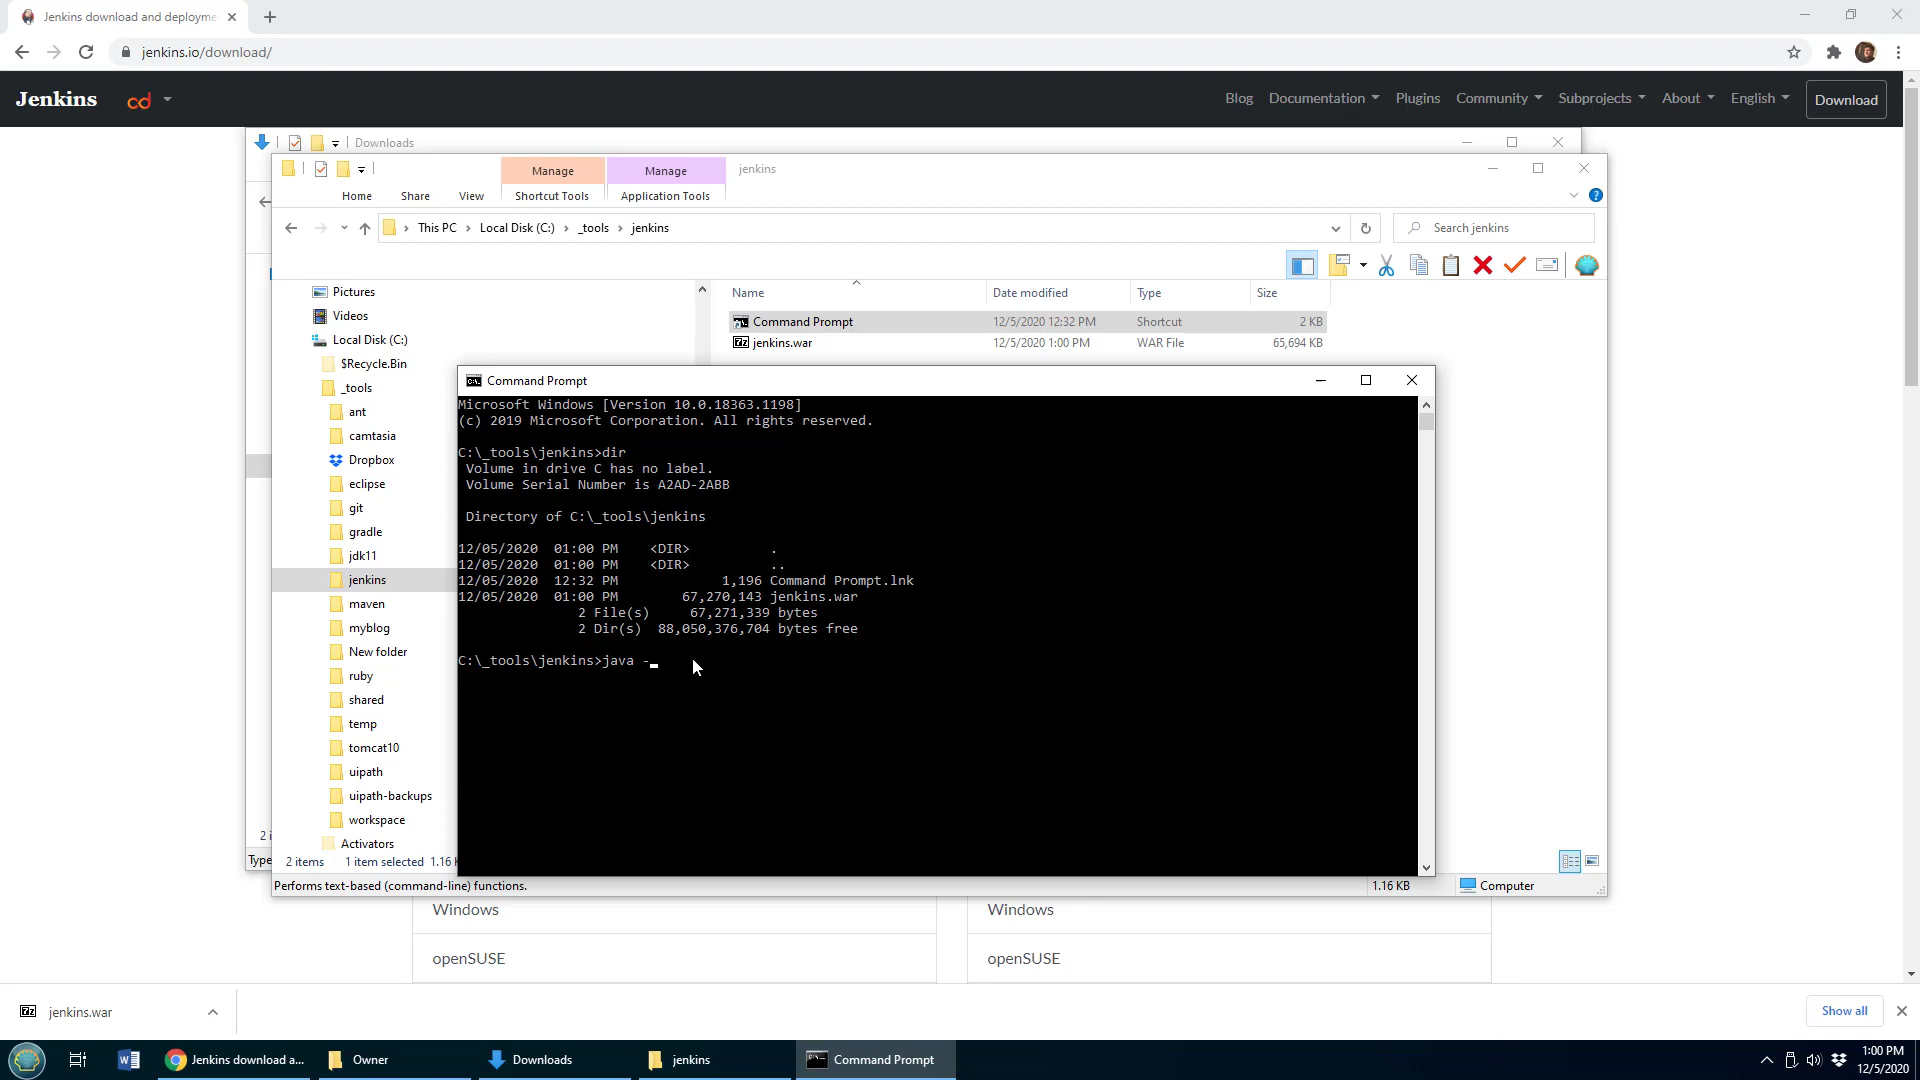 Jenkins download and deployme
jenkins.io/download/
Jenkins cd Blog Documentation Plugins Community Subprojects About English Download
Downloads
Manage Manage jenkins
Home Share View Shortcut Tools Application Tools
This PC Local Disk (C:) _tools jenkins Search jenkins
Name Date modified Type Size
Command Prompt 12/5/2020 12:32 PM Shortcut 2 KB
jenkins.war 12/5/2020 1:00 PM WAR File 65,694 KB
Pictures
Videos
Local Disk (C:)
$Recycle.Bin
_tools
ant
camtasia
Dropbox
eclipse
git
gradle
jdk11
jenkins
maven
myblog
New folder
ruby
shared
temp
tomcat10
uipath
uipath-backups
workspace
Activators
Command Prompt
Microsoft Windows [Version 10.0.18363.1198]
(c) 2019 Microsoft Corporation. All rights reserved.
C:\_tools\jenkins>dir
Volume in drive C has no label.
Volume Serial Number is A2AD-2ABB
Directory of C:\_tools\jenkins
12/05/2020 01:00 PM <DIR> .
12/05/2020 01:00 PM <DIR> ..
12/05/2020 12:32 PM 1,196 Command Prompt.lnk
12/05/2020 01:00 PM 67,270,143 jenkins.war
2 File(s) 67,271,339 bytes
2 Dir(s) 88,050,376,704 bytes free
C:\_tools\jenkins>java -_
2 i
Type
2 items 1 item selected 1.16 K
Performs text-based (command-line) functions. 1.16 KB Computer
Windows Windows
openSUSE openSUSE
7z jenkins.war Show all
Jenkins download a... Owner Downloads jenkins Command Prompt
1:00 PM
12/5/2020